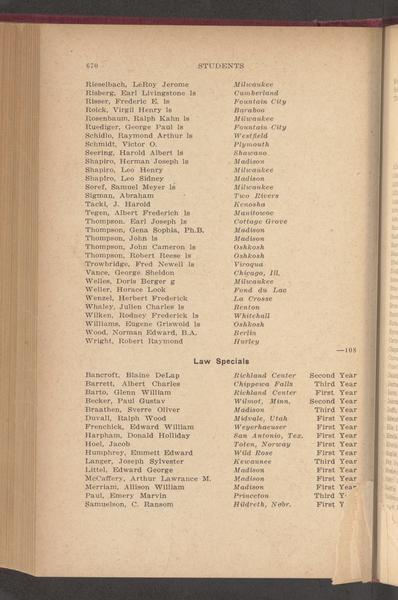 670 STUDENTS
Rieselbach, LeRoy Jerome Milwaukee
Risberg, Earl Livingstone ls Cumberland
Risser, Frederic E. ls Fountain City
Roick, Virgil Henry ls Baraboo
Rosenbaum, Ralph Kahn ls Milwaukee
Ruediger, George Paul ls Fountain City
Schidlo, Raymond Arthur ls Westfield
Schmidt, Victor O. Plymouth
Seering, Harold Albert ls Shawano
Shapiro, Herman Joseph ls Madison
Shapiro, Leo Henry Milwaukee
Shapiro, Leo Sidney Madison
Soref, Samuel Meyer ls Milwaukee
Sigman, Abraham Two Rivers
Tacki, J. Harold Kenosha
Tegen, Albert Frederich ls Manitowoc
Thompson, Earl Joseph ls Cottage Grove
Thompson, Gena Sophia, Ph.B. Madison
Thompson, John ls Madison
Thompson, John Cameron ls Oshkosh
Thompson, Robert Reese ls Oshkosh
Trowbridge, Fred Newell ls Viroqua
Vance, George Sheldon Chicago, Ill.
Welles, Doris Berger g Milwaukee
Weller, Horace Look Fond du Lac
Wenzel, Herbert Frederick La Crosse
Whaley, Julien Charles ls Benton
Wilken, Rodney Frederick ls Whitehall
Williams, Eugene Griswold ls Oshkosh
Wood, Norman Edward, B.A. Berlin
Wright, Robert Raymond Hurley
—108
Law Specials
Bancroft, Blaine DeLap Richland Center Second Year
Barrett, Albert Charles Chippewa Falls Third Year
Barto, Glenn William Richland Center First Year
Becker, Paul Gustav Wilmot, Minn. Second Year
Braathen, Sverre Oliver Madison Third Year
Duvall, Ralph Wood Midvale, Utah First Year
Frenchick, Edward William Weyerhaeuser First Year
Harpham, Donald Holliday San Antonio, Tex. First Year
Hoel, Jacob Toten, Norway First Year
Humphrey, Emmett Edward Wild Rose First Year
Langer, Joseph Sylvester Kewaunee Third Year
Littel, Edward George Madison First Year
McCaffery, Arthur Lawrance M. Madison First Year
Merriam, Allison William Madison First Year
Paul, Emery Marvin Princeton Third Y
Samuelson, C. Ransom Hildreth, Nebr. First Y